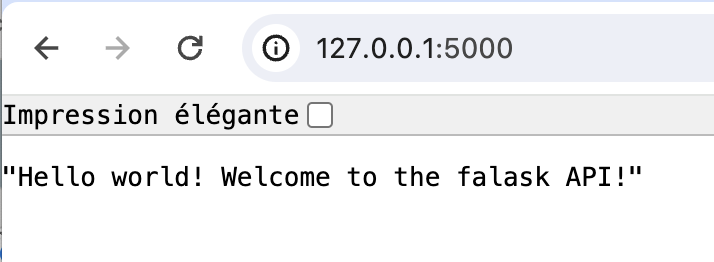 127.0.0.1:5000
Impression élégante
"Hello world! Welcome to the falask API!"